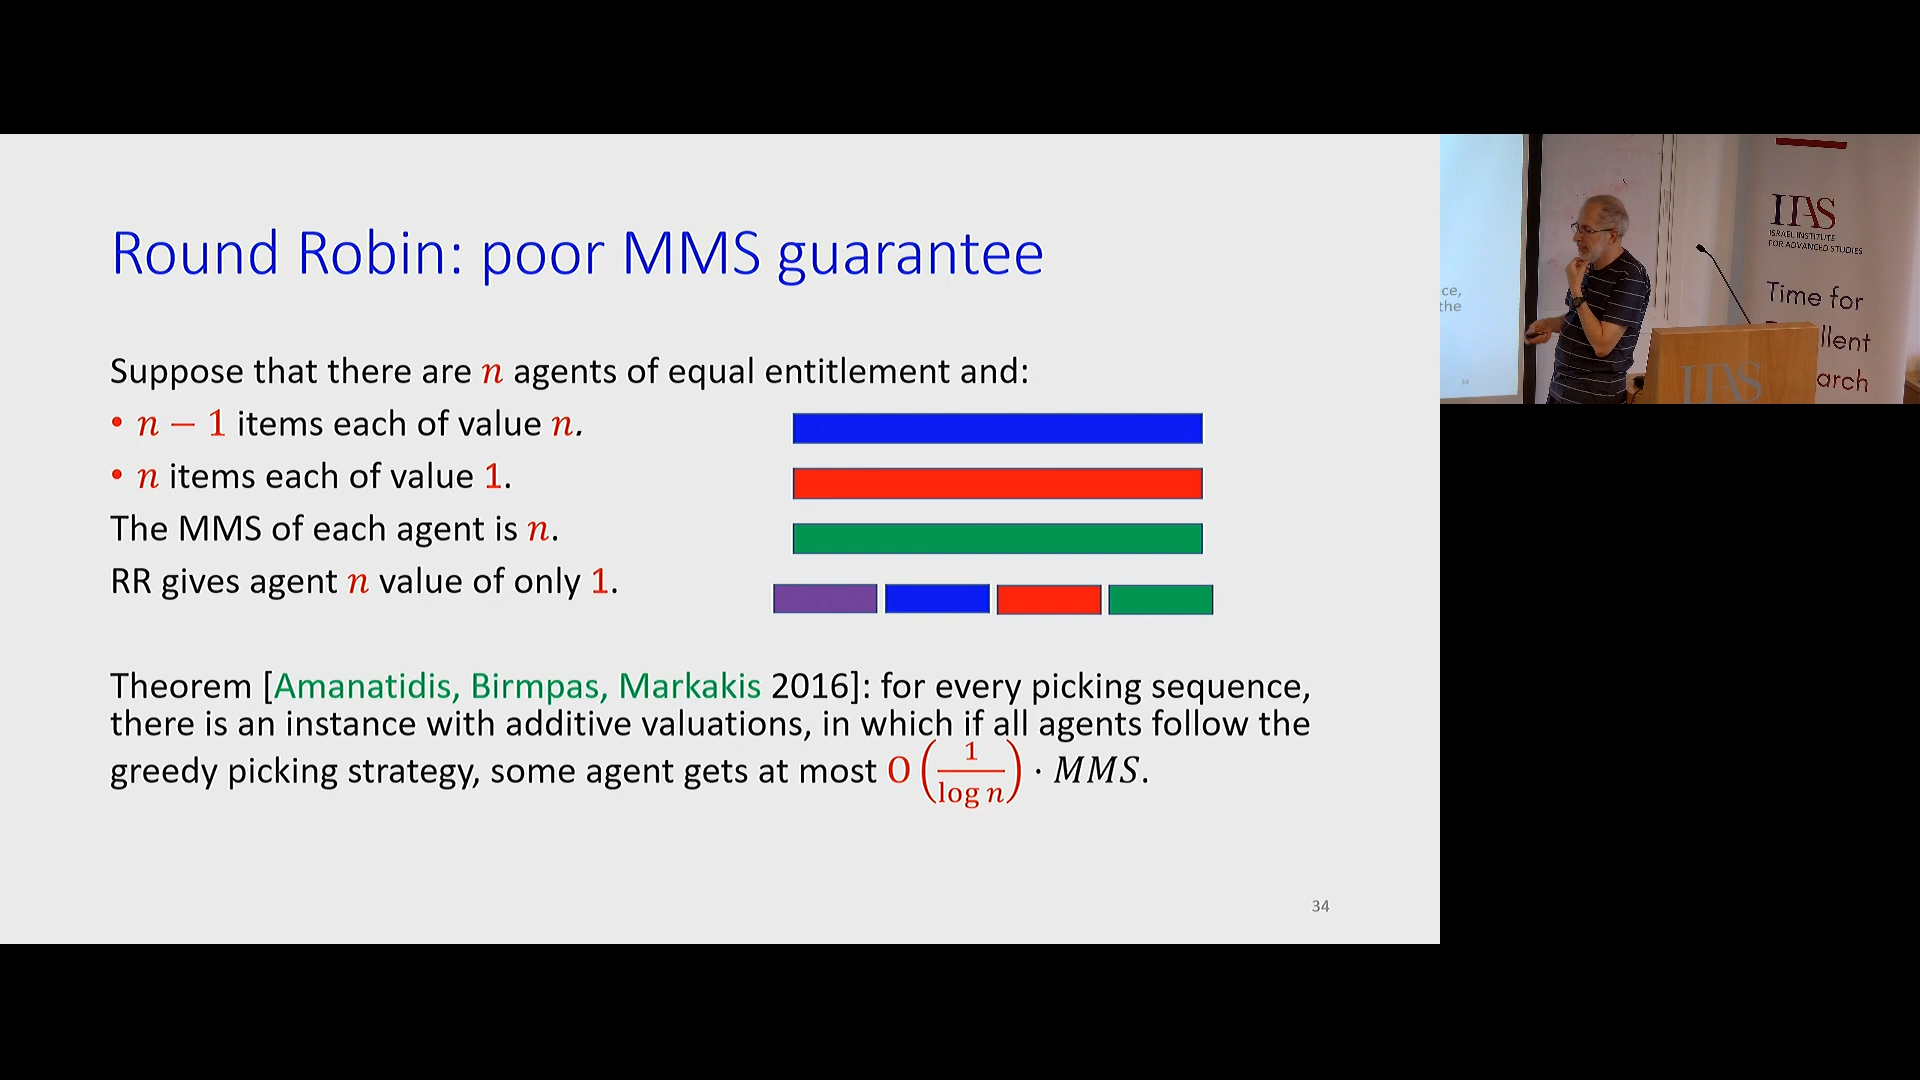 Round Robin: poor MMS guarantee
Suppose that there are n agents of equal entitlement and:
• n − 1 items each of value n.
• n items each of value 1.
The MMS of each agent is n.
RR gives agent n value of only 1.
Theorem [Amanatidis, Birmpas, Markakis 2016]: for every picking sequence,
there is an instance with additive valuations, in which if all agents follow the
greedy picking strategy, some agent gets at most O(1/log n) · MMS.
34
ce,
the
34
IIAS
ISRAEL INSTITUTE
FOR ADVANCED STUDIES
Time for
llent
arch
IIAS